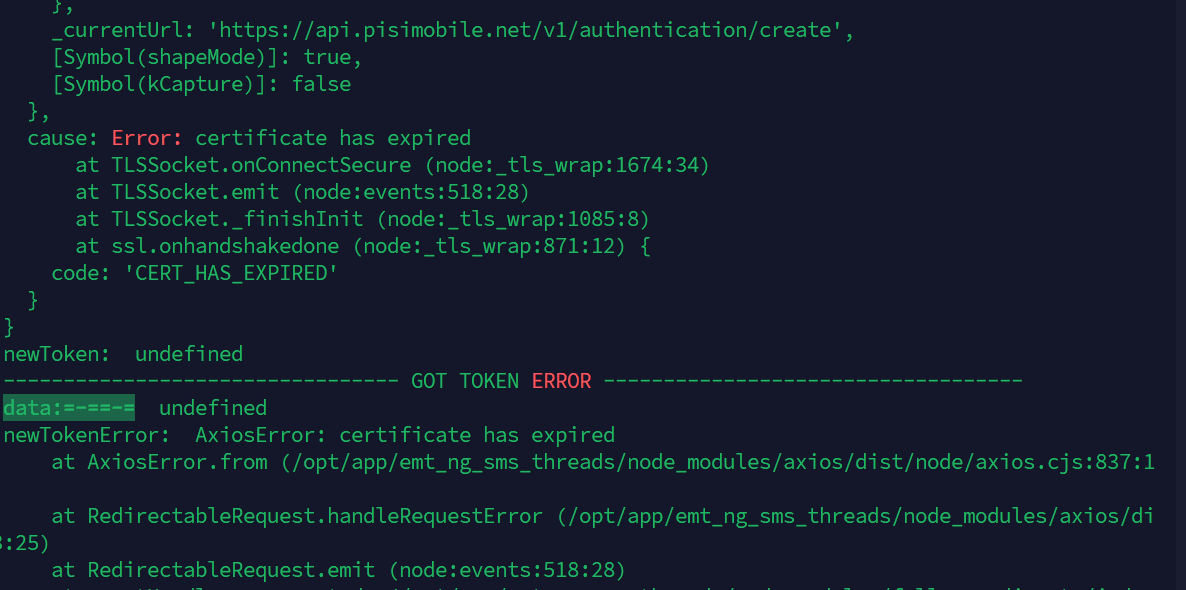 },
_currentUrl: 'https://api.pisimobile.net/v1/authentication/create',
[Symbol(shapeMode)]: true,
[Symbol(kCapture)]: false
},
cause: Error: certificate has expired
at TLSSocket.onConnectSecure (node:_tls_wrap:1674:34)
at TLSSocket.emit (node:events:518:28)
at TLSSocket._finishInit (node:_tls_wrap:1085:8)
at ssl.onhandshakedone (node:_tls_wrap:871:12) {
code: 'CERT_HAS_EXPIRED'
}
}
newToken: undefined
--------------------------------- GOT TOKEN ERROR -----------------------------------
data:=-==-= undefined
newTokenError: AxiosError: certificate has expired
at AxiosError.from (/opt/app/emt_ng_sms_threads/node_modules/axios/dist/node/axios.cjs:837:1
at RedirectableRequest.handleRequestError (/opt/app/emt_ng_sms_threads/node_modules/axios/di
:25)
at RedirectableRequest.emit (node:events:518:28)